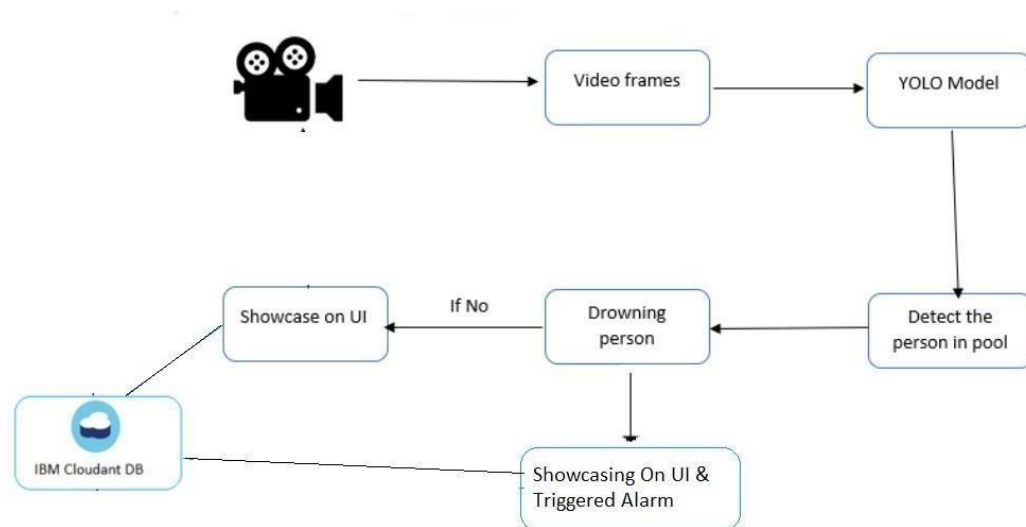 Video frames
YOLO Model
Detect the
person in pool
Drowning
person
If No
Showcase on UI
IBM Cloudant DB
Showcasing On UI &
Triggered Alarm